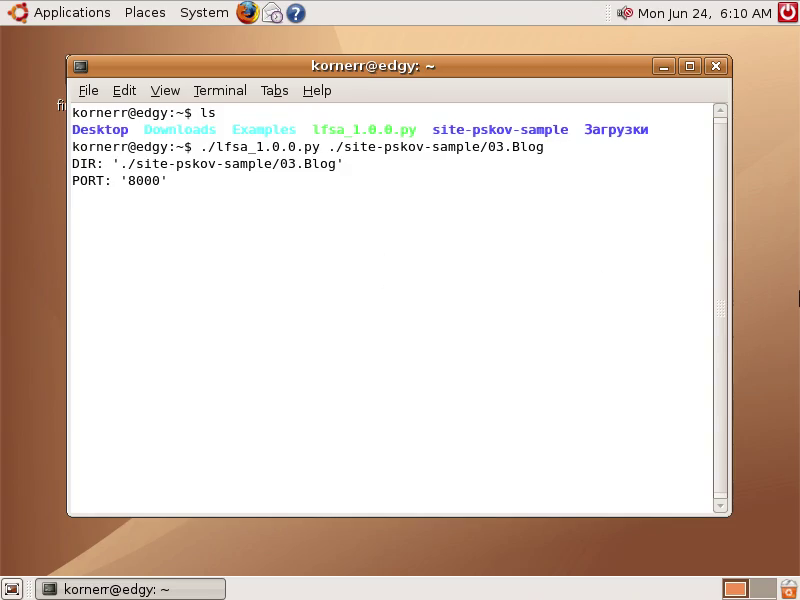 Applications Places System
Mon Jun 24, 6:10 AM
kornerr@edgy: ~
File Edit View Terminal Tabs Help
fi
kornerr@edgy:~$ ls
Desktop Downloads Examples lfsa_1.0.0.py site-pskov-sample Загрузки
kornerr@edgy:~$ ./lfsa_1.0.0.py ./site-pskov-sample/03.Blog
DIR: './site-pskov-sample/03.Blog'
PORT: '8000'
kornerr@edgy: ~